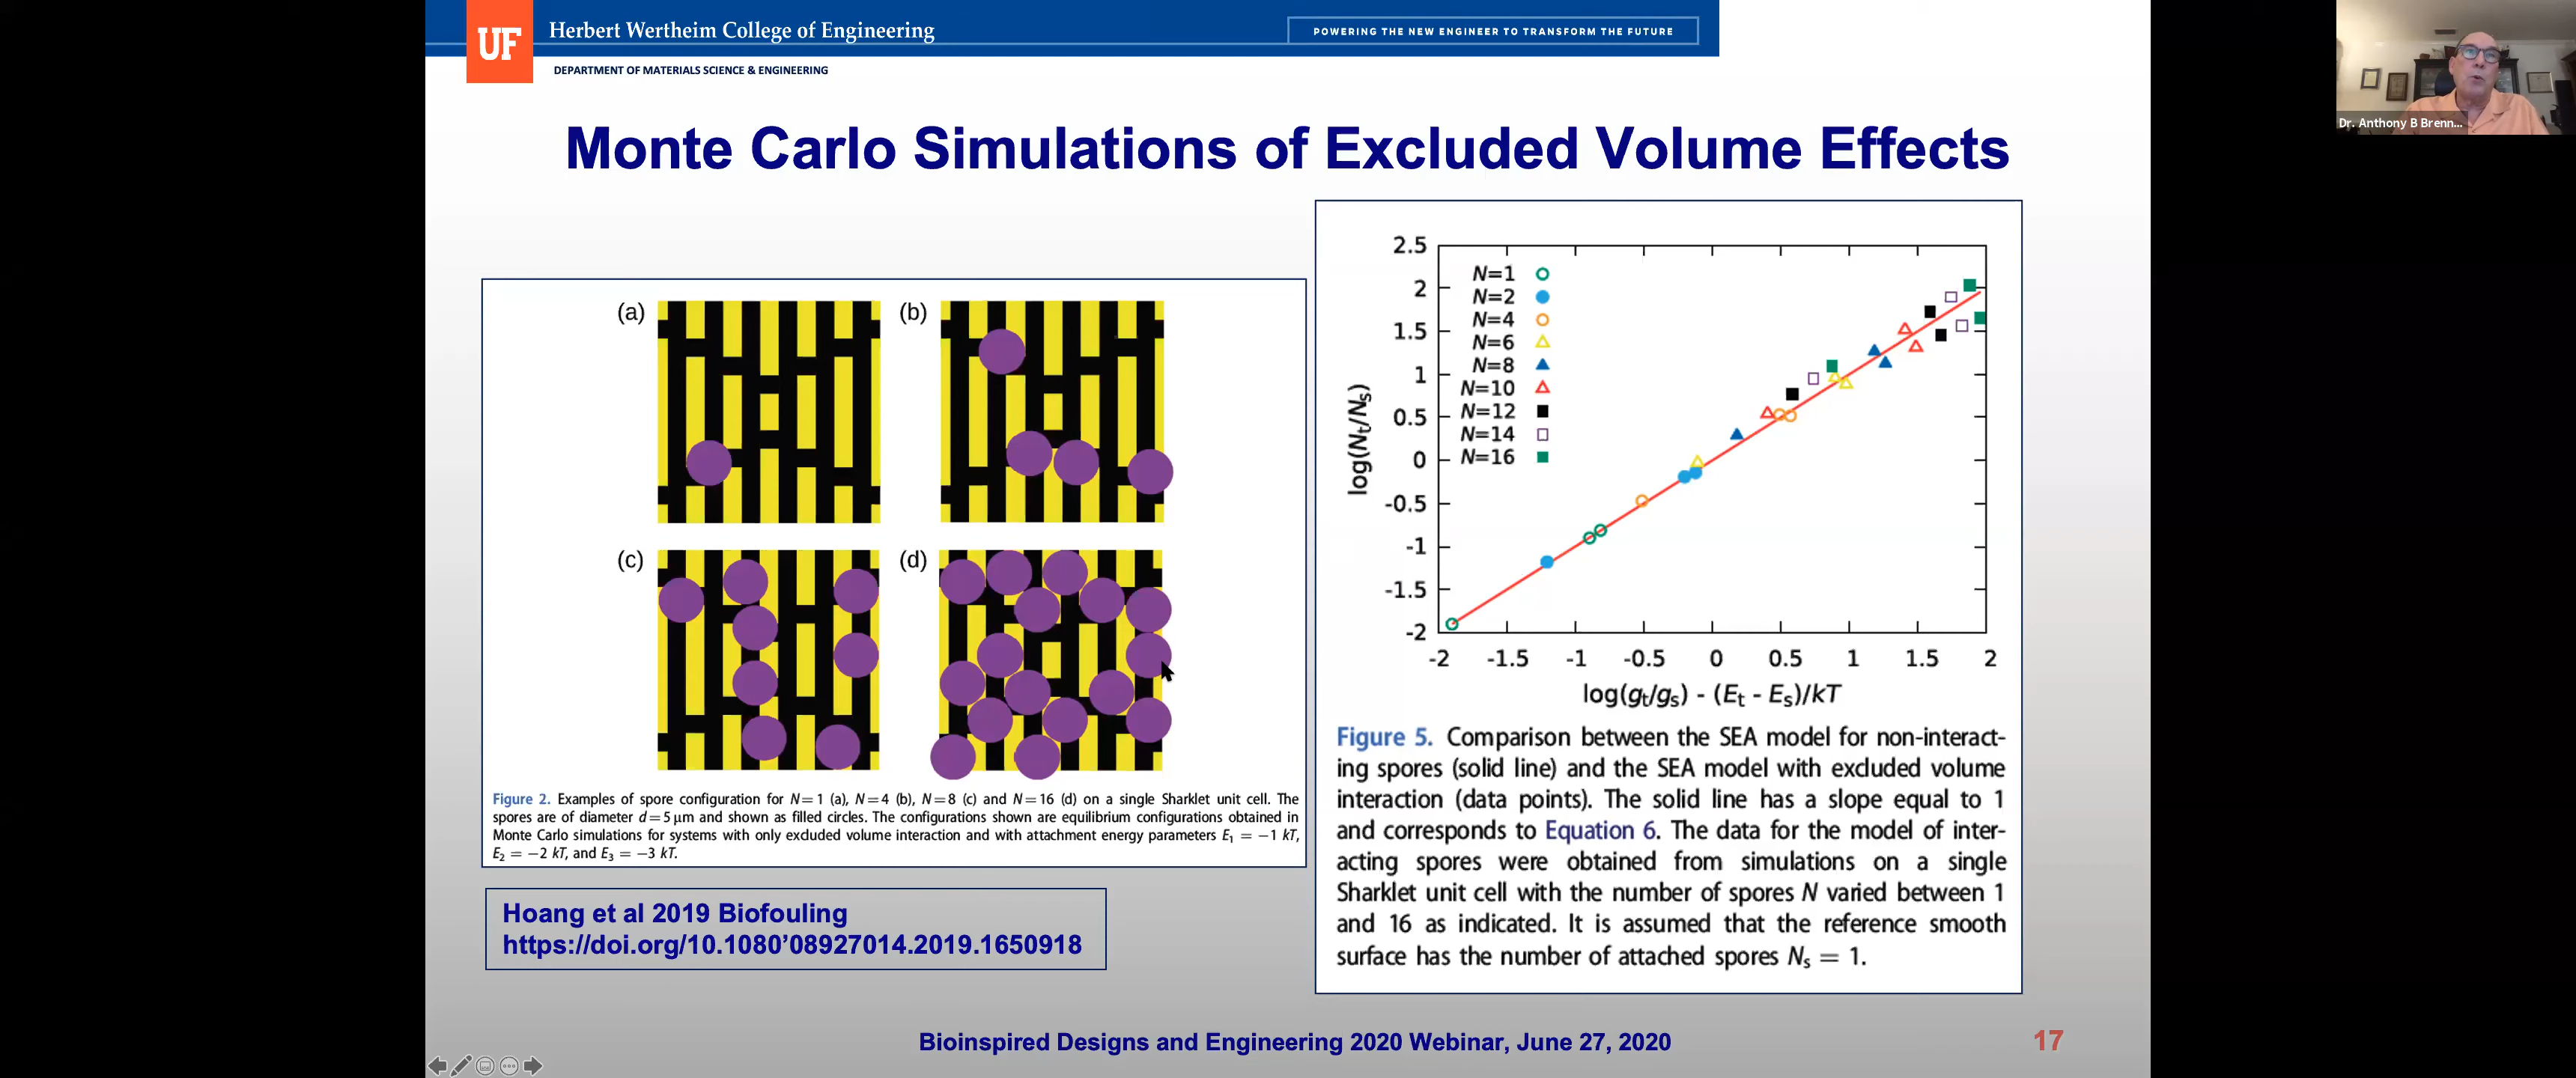 UF
Herbert Wertheim College of Engineering
POWERING THE NEW ENGINEER TO TRANSFORM THE FUTURE
DEPARTMENT OF MATERIALS SCIENCE & ENGINEERING
Dr. Anthony B Brenn...
Monte Carlo Simulations of Excluded Volume Effects
(a)
(b)
(c)
(d)
Figure 2. Examples of spore configuration for N=1 (a), N=4 (b), N=8 (c) and N=16 (d) on a single Sharklet unit cell. The
spores are of diameter d=5 μm and shown as filled circles. The configurations shown are equilibrium configurations obtained in
Monte Carlo simulations for systems with only excluded volume interaction and with attachment energy parameters E₁ = −1 kT,
E₂ = −2 kT, and E₃ = −3 kT.
Hoang et al 2019 Biofouling
https://doi.org/10.1080’08927014.2019.1650918
2.5
2
1.5
1
0.5
0
-0.5
-1
-1.5
-2
log(Nt/Ns)
N=1
N=2
N=4
N=6
N=8
N=10
N=12
N=14
N=16
-2 -1.5 -1 -0.5 0 0.5 1 1.5 2
log(gt/gs) - (Et - Es)/kT
Figure 5. Comparison between the SEA model for non-interact-
ing spores (solid line) and the SEA model with excluded volume
interaction (data points). The solid line has a slope equal to 1
and corresponds to Equation 6. The data for the model of inter-
acting spores were obtained from simulations on a single
Sharklet unit cell with the number of spores N varied between 1
and 16 as indicated. It is assumed that the reference smooth
surface has the number of attached spores Ns = 1.
Bioinspired Designs and Engineering 2020 Webinar, June 27, 2020
17